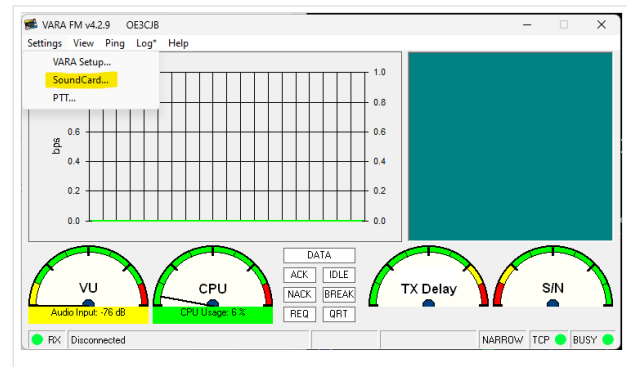 VARA FM v4.2.9 OE3CJB
Settings View Ping Log* Help
VARA Setup...
SoundCard...
PTT...
1.0
0.8
0.6 0.6
bps
0.4 0.4
0.2 0.2
0.0 0.0
DATA
ACK IDLE
NACK BREAK
REQ QRT
VU
Audio Input: -76 dB
CPU
CPU Usage: 6 %
TX Delay
S/N
RX Disconnected NARROW TCP BUSY